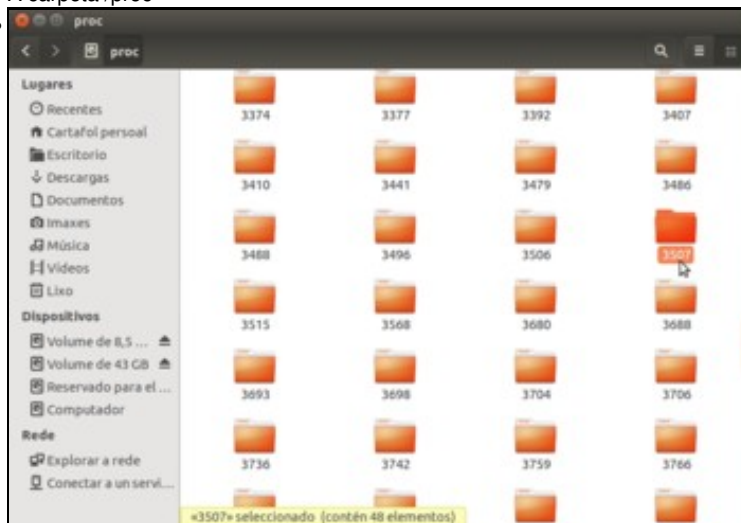 proc
proc
Lugares
Recentes
Cartafol persoal
Escritorio
Descargas
Documentos
Imaxes
Música
Vídeos
Lixo
Dispositivos
Volume de 8,5 ...
Volume de 43 GB
Reservado para el ...
Computador
Rede
Explorar a rede
Conectar a un servi...
3374 3377 3392 3407
3410 3441 3479 3486
3488 3496 3506 3507
3515 3568 3680 3688
3693 3698 3704 3706
3736 3742 3759 3766
«3507» seleccionado (contén 48 elementos)